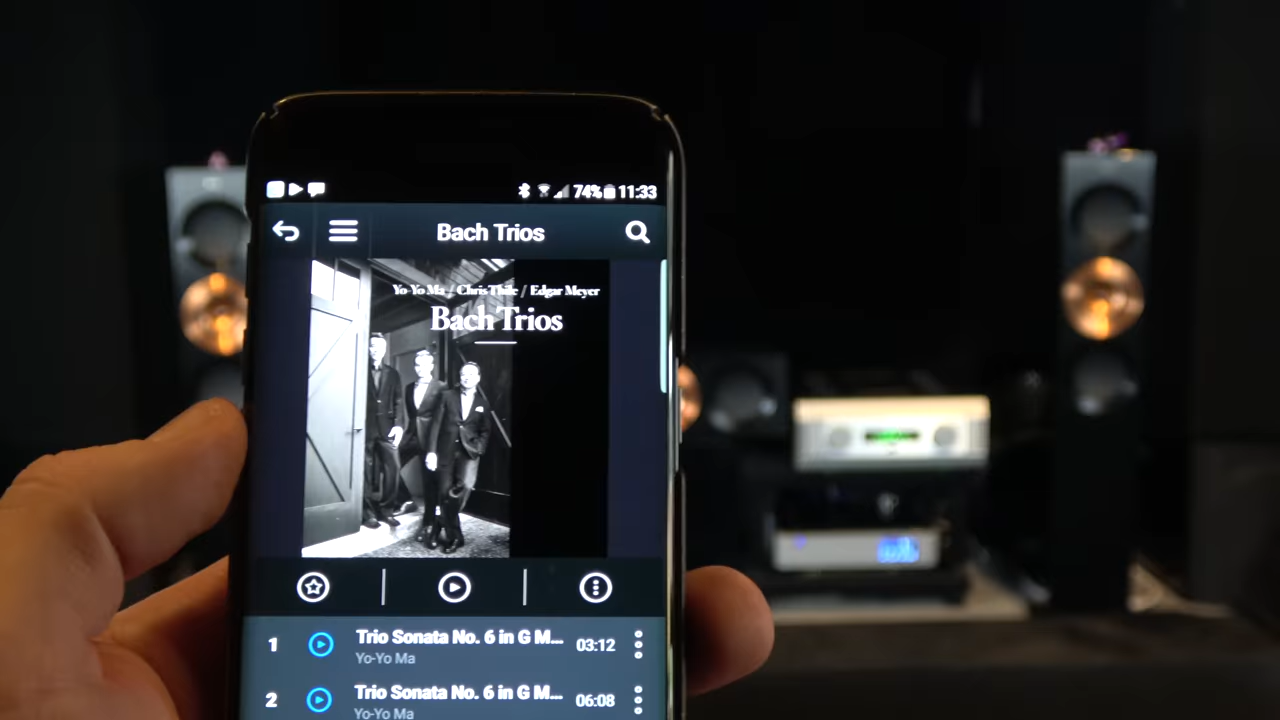 74% 11:33
Bach Trios
Yo-Yo Ma / Chris Thile / Edgar Meyer
Bach Trios
1 Trio Sonata No. 6 in G M... 03:12
Yo-Yo Ma
2 Trio Sonata No. 6 in G M... 06:08
Yo-Yo Ma